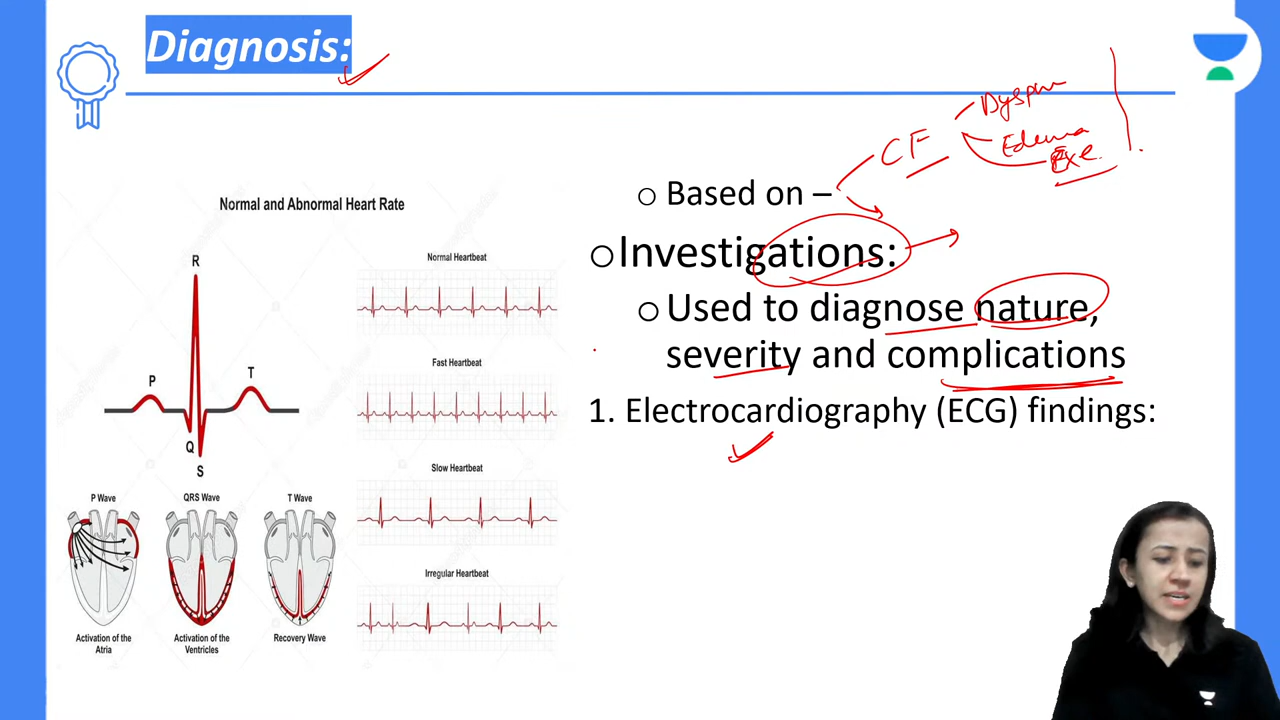 Diagnosis:
CF
Edema
Exe.
Based on –
Investigations:
Used to diagnose nature,
severity and complications
1. Electrocardiography (ECG) findings:
Normal and Abnormal Heart Rate
R
P
T
Q
S
P Wave
QRS Wave
T Wave
Activation of the
Atria
Activation of the
Ventricles
Recovery Wave
Normal Heartbeat
Fast Heartbeat
Slow Heartbeat
Irregular Heartbeat